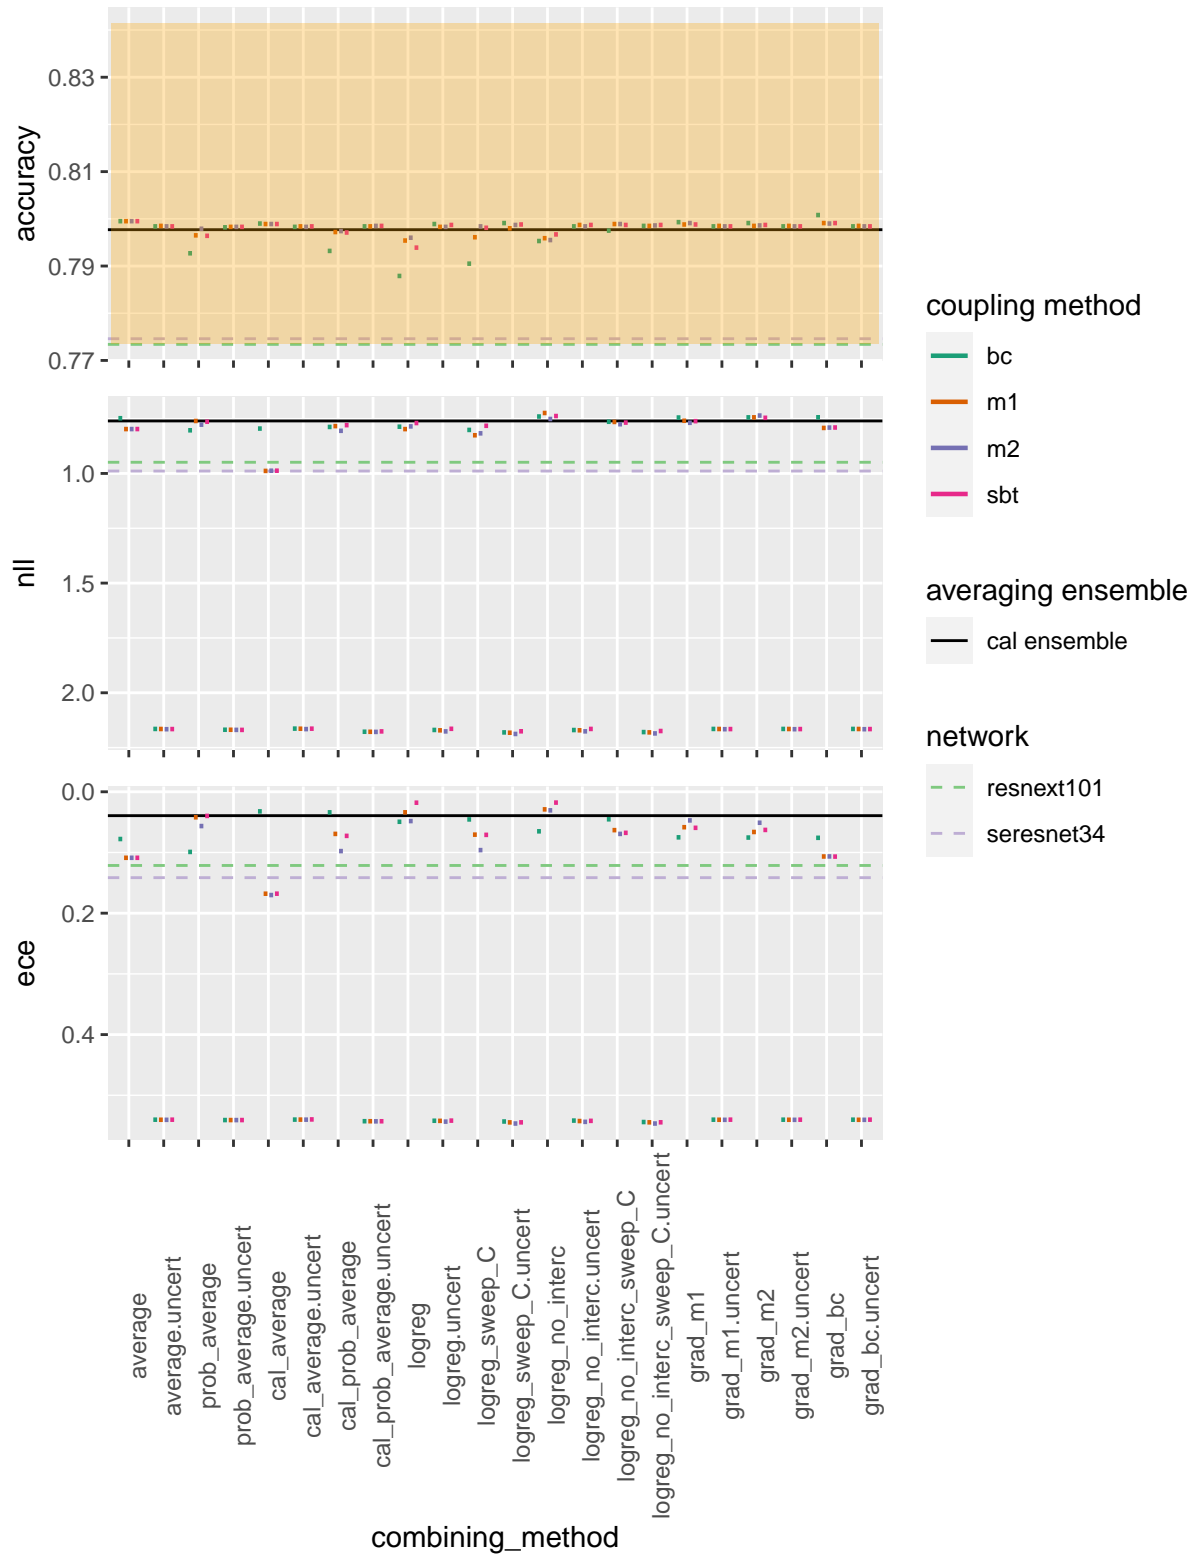 accuracy
0.83
0.81
0.79
0.77
nll
1.0
1.5
2.0
ece
0.0
0.2
0.4
average
average.uncert
prob_average
prob_average.uncert
cal_average
cal_average.uncert
cal_prob_average
cal_prob_average.uncert
logreg
logreg.uncert
logreg_sweep_C
logreg_sweep_C.uncert
logreg_no_interc
logreg_no_interc.uncert
logreg_no_interc_sweep_C
logreg_no_interc_sweep_C.uncert
grad_m1
grad_m1.uncert
grad_m2
grad_m2.uncert
grad_bc
grad_bc.uncert
combining_method
coupling method
bc
m1
m2
sbt
averaging ensemble
cal ensemble
network
resnext101
seresnet34